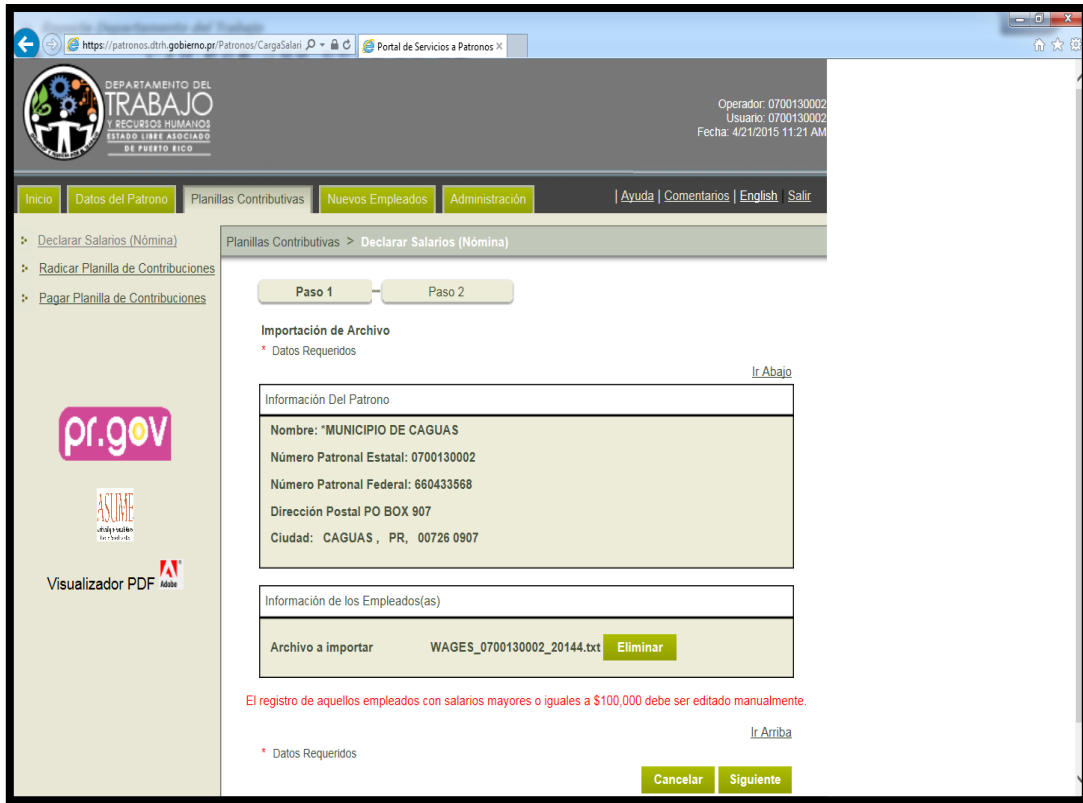 Reporte Departamento del Trabajo
https://patronos.dtrh.gobierno.pr/Patronos/CargaSalari
Portal de Servicios a Patronos
DEPARTAMENTO DEL
TRABAJO
Y RECURSOS HUMANOS
ESTADO LIBRE ASOCIADO
DE PUERTO RICO
Operador: 0700130002
Usuario: 0700130002
Fecha: 4/21/2015 11:21 AM
Inicio Datos del Patrono Planillas Contributivas Nuevos Empleados Administración | Ayuda | Comentarios | English | Salir
Declarar Salarios (Nómina)
Radicar Planilla de Contribuciones
Pagar Planilla de Contribuciones
pr.gov
ASUME
Visualizador PDF Adobe
Planillas Contributivas > Declarar Salarios (Nómina)
Paso 1 Paso 2
Importación de Archivo
* Datos Requeridos
Ir Abajo
Información Del Patrono
Nombre: *MUNICIPIO DE CAGUAS
Número Patronal Estatal: 0700130002
Número Patronal Federal: 660433568
Dirección Postal PO BOX 907
Ciudad: CAGUAS , PR, 00726 0907
Información de los Empleados(as)
Archivo a importar WAGES_0700130002_20144.txt Eliminar
El registro de aquellos empleados con salarios mayores o iguales a $100,000 debe ser editado manualmente.
Ir Arriba
* Datos Requeridos
Cancelar Siguiente